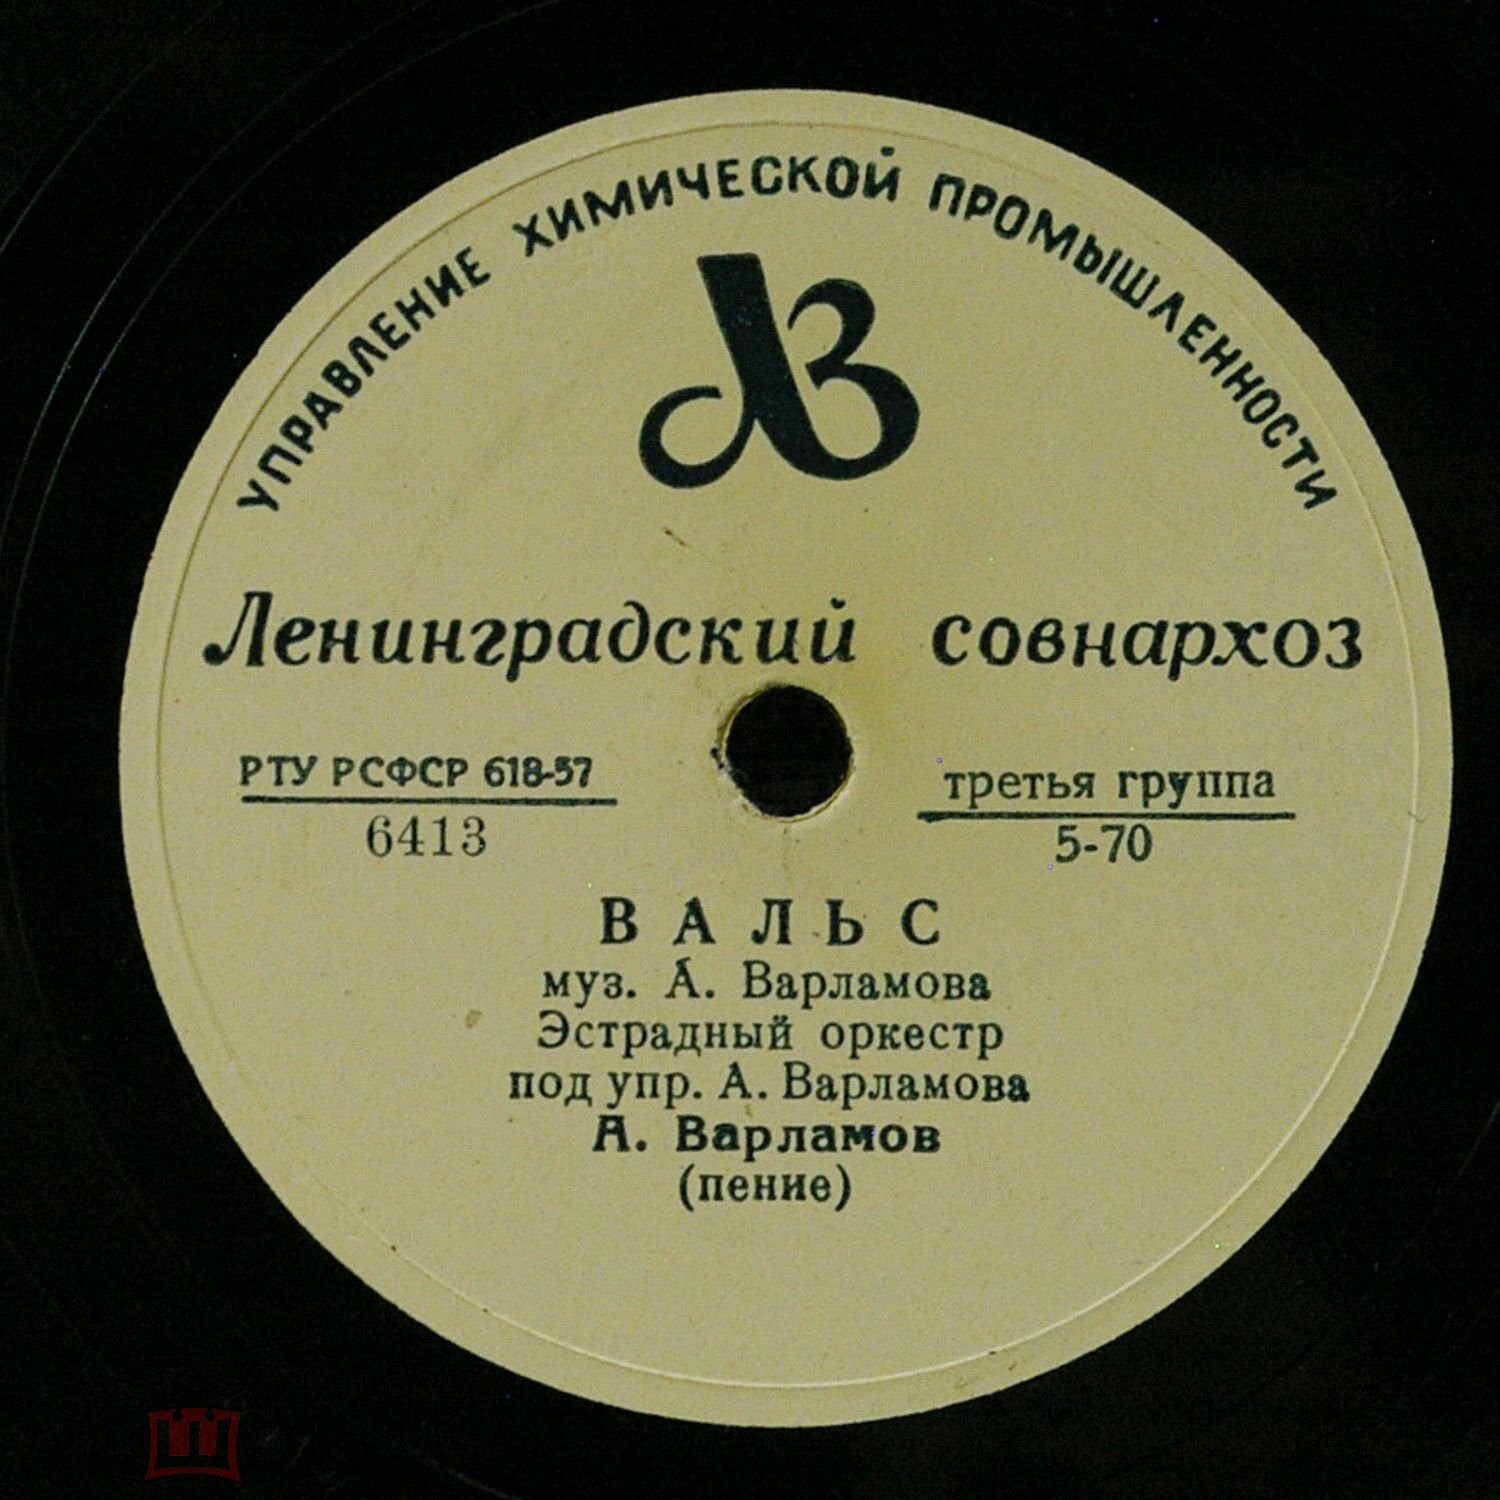 УПРАВЛЕНИЕ ХИМИЧЕСКОЙ ПРОМЫШЛЕННОСТИ
ЛВ
Ленинградский совнархоз
РТУ РСФСР 618-57
6413
третья группа
5-70
ВАЛЬС
муз. А. Варламова
Эстрадный оркестр
под упр. А. Варламова
А. Варламов
(пение)